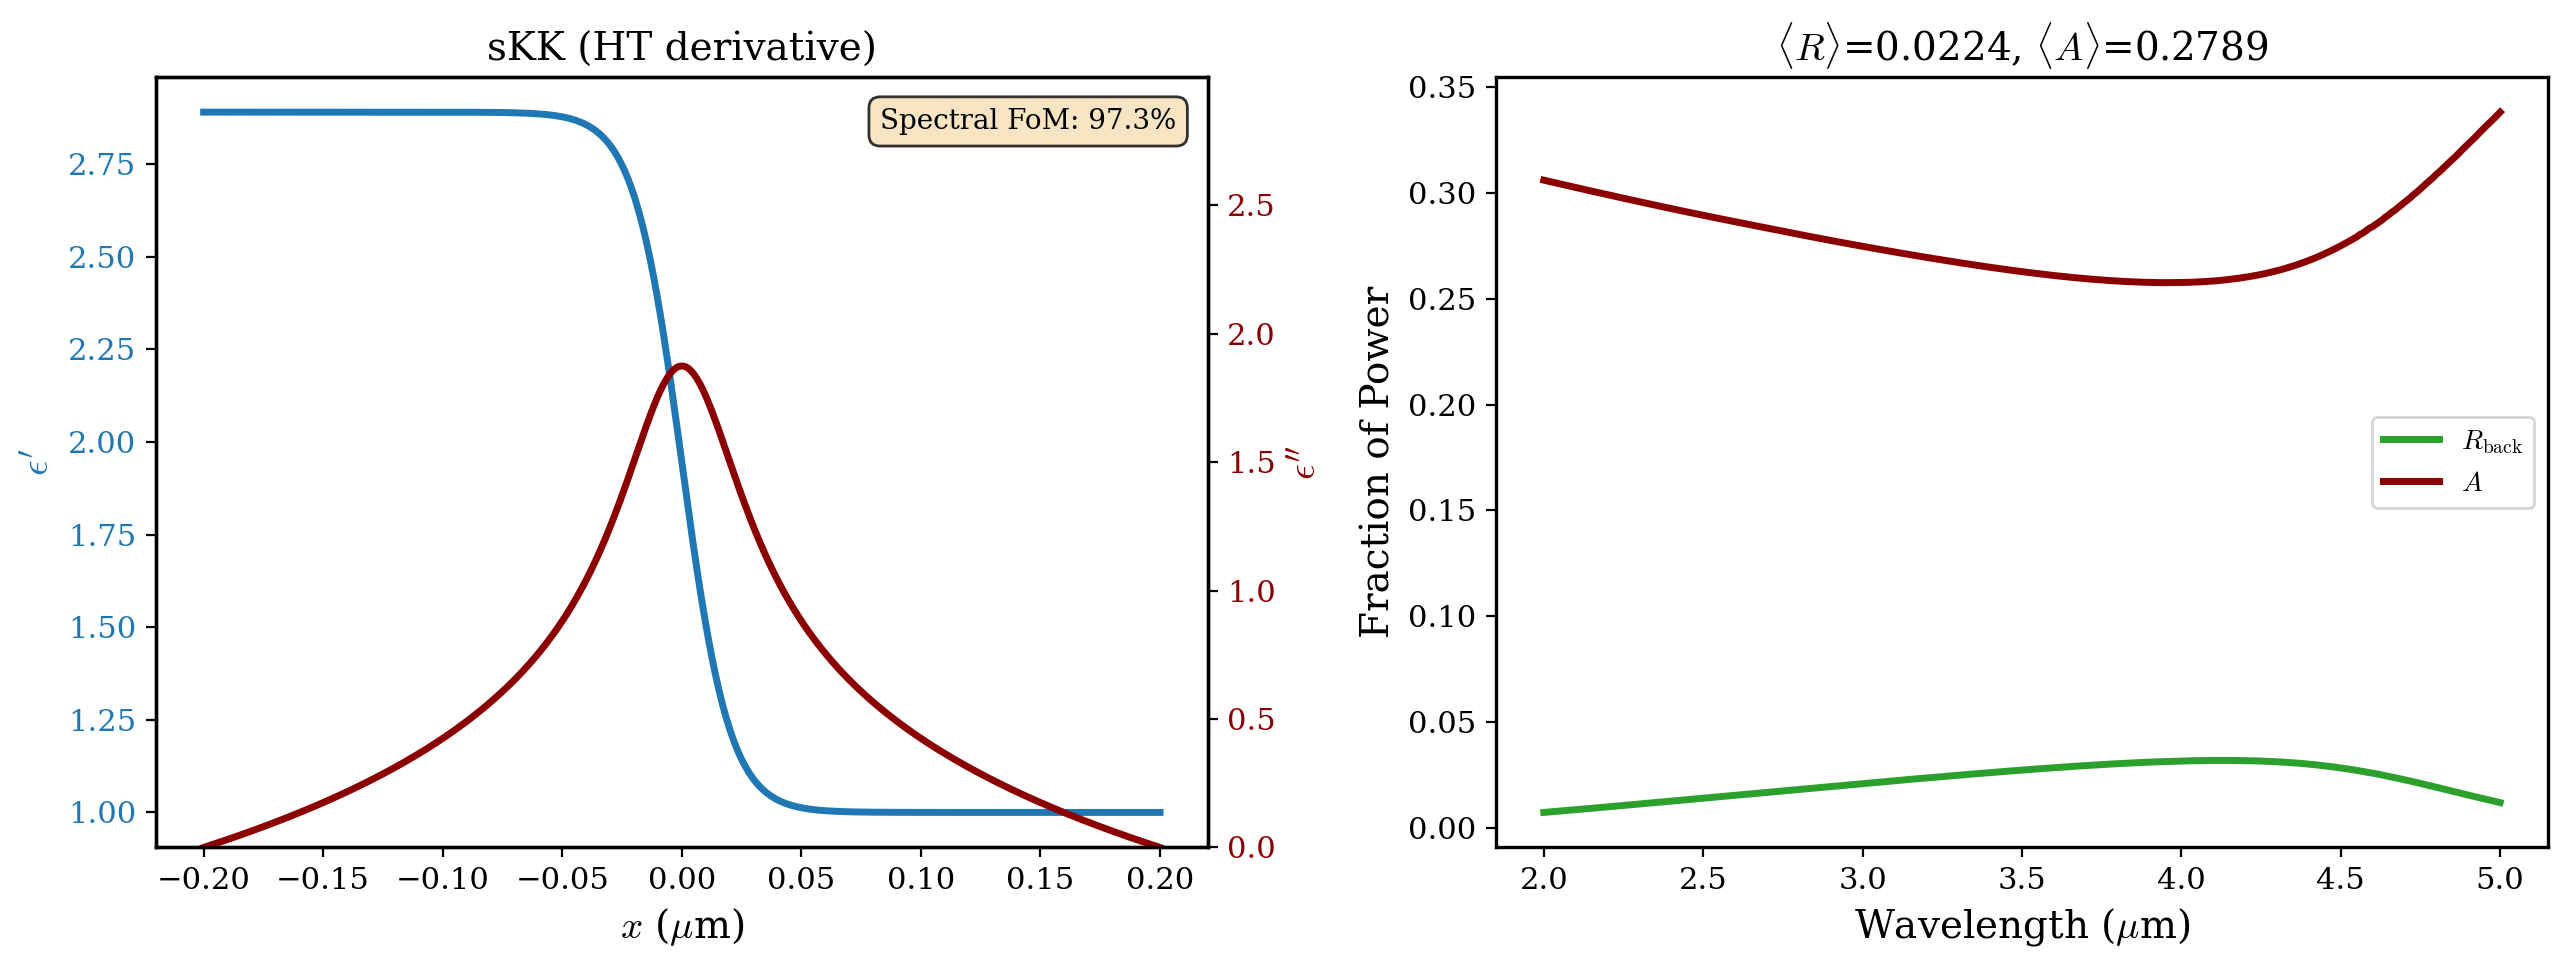 sKK (HT derivative)
Spectral FoM: 97.3%
2.75
2.50
2.25
2.00
1.75
1.50
1.25
1.00
ϵ′
2.5
2.0
1.5
1.0
0.5
0.0
ϵ″
−0.20 −0.15 −0.10 −0.05 0.00 0.05 0.10 0.15 0.20
x (μm)
⟨R⟩=0.0224, ⟨A⟩=0.2789
0.35
0.30
0.25
0.20
0.15
0.10
0.05
0.00
Fraction of Power
R_back
A
2.0 2.5 3.0 3.5 4.0 4.5 5.0
Wavelength (μm)